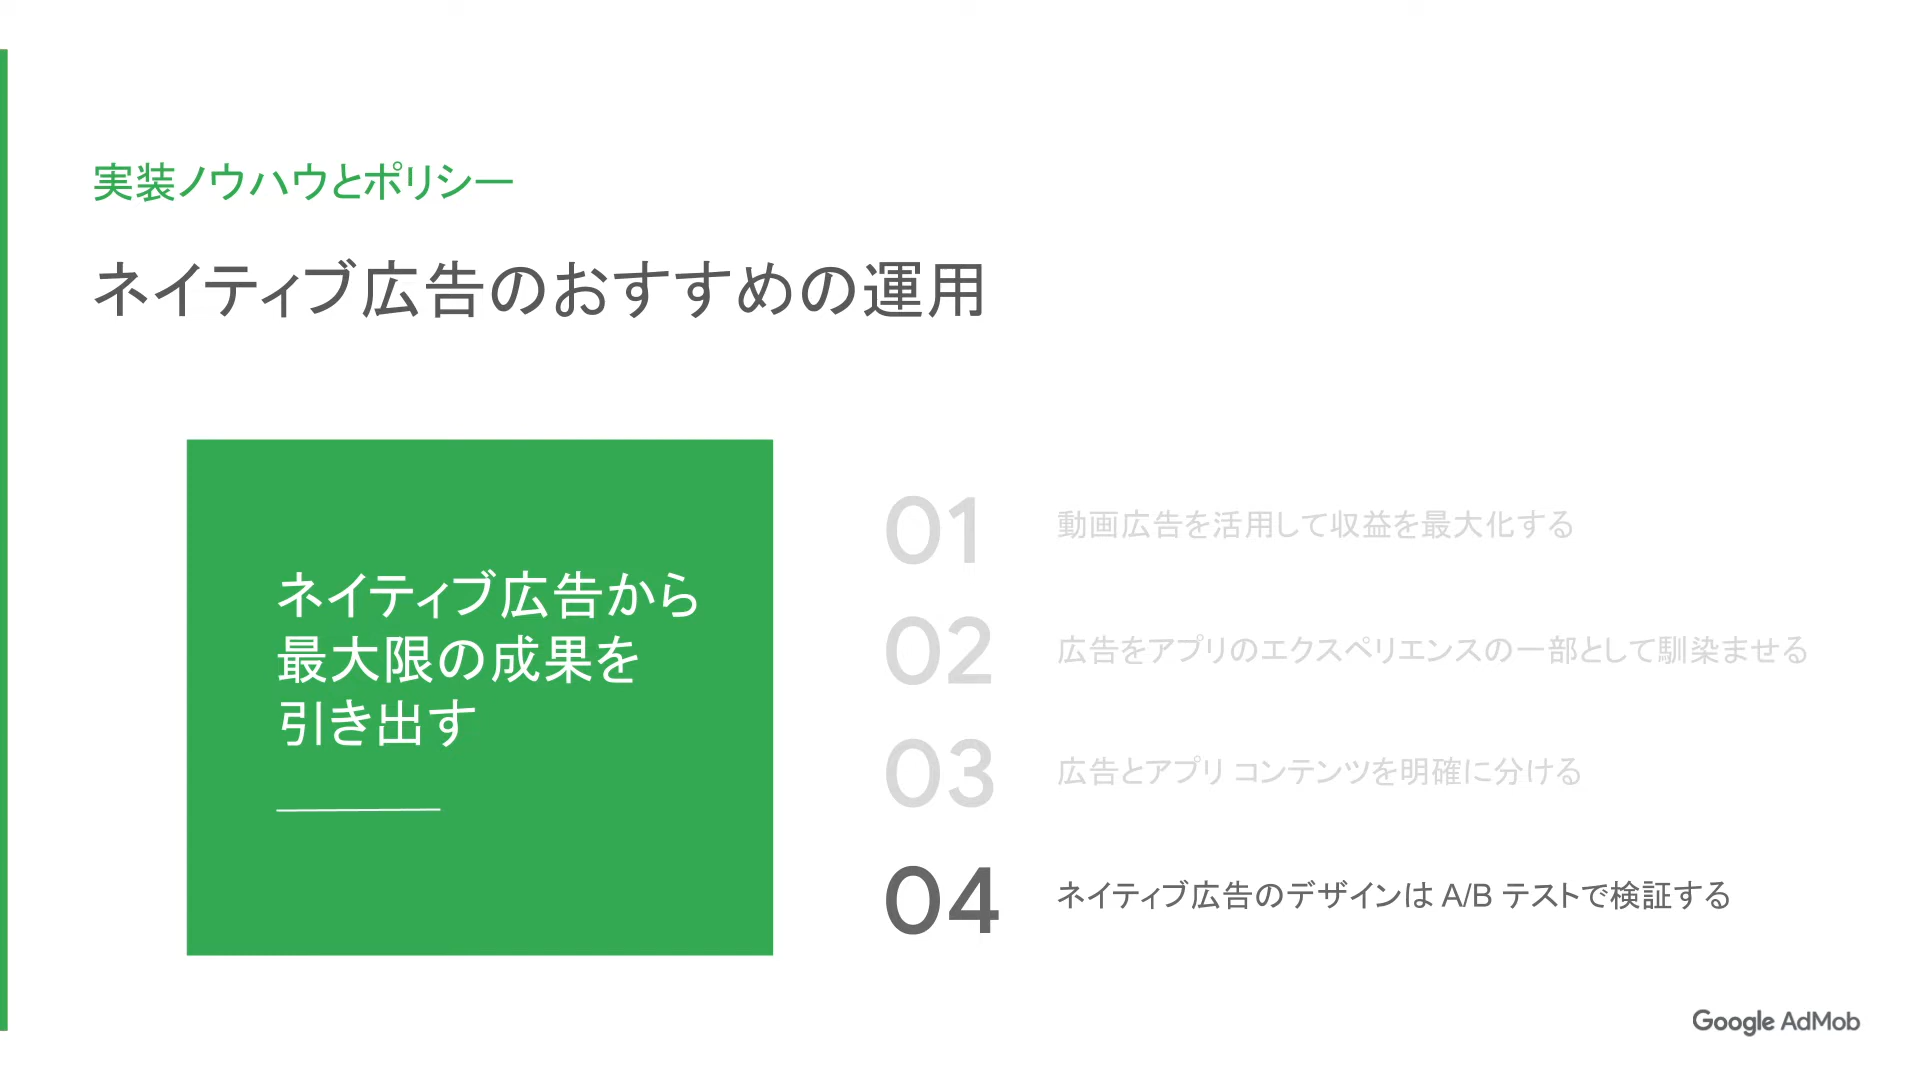 実装ノウハウとポリシー
ネイティブ広告のおすすめの運用
ネイティブ広告から
最大限の成果を
引き出す
01 動画広告を活用して収益を最大化する
02 広告をアプリのエクスペリエンスの一部として馴染ませる
03 広告とアプリ コンテンツを明確に分ける
04 ネイティブ広告のデザインは A/B テストで検証する
Google AdMob